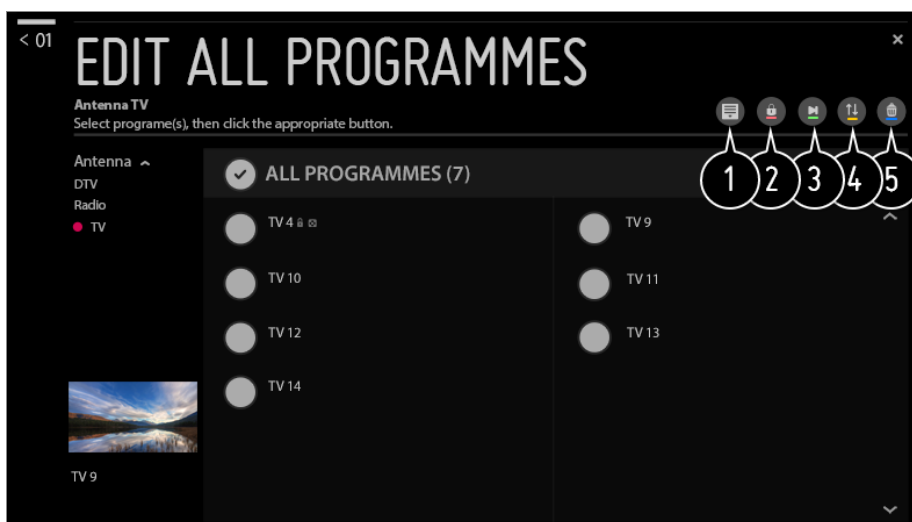 < 01
EDIT ALL PROGRAMMES
×
Antenna TV
Select programe(s), then click the appropriate button.
1 2 3 4 5
Antenna
DTV
Radio
TV
ALL PROGRAMMES (7)
TV 4
TV 9
TV 10
TV 11
TV 12
TV 13
TV 14
TV 9